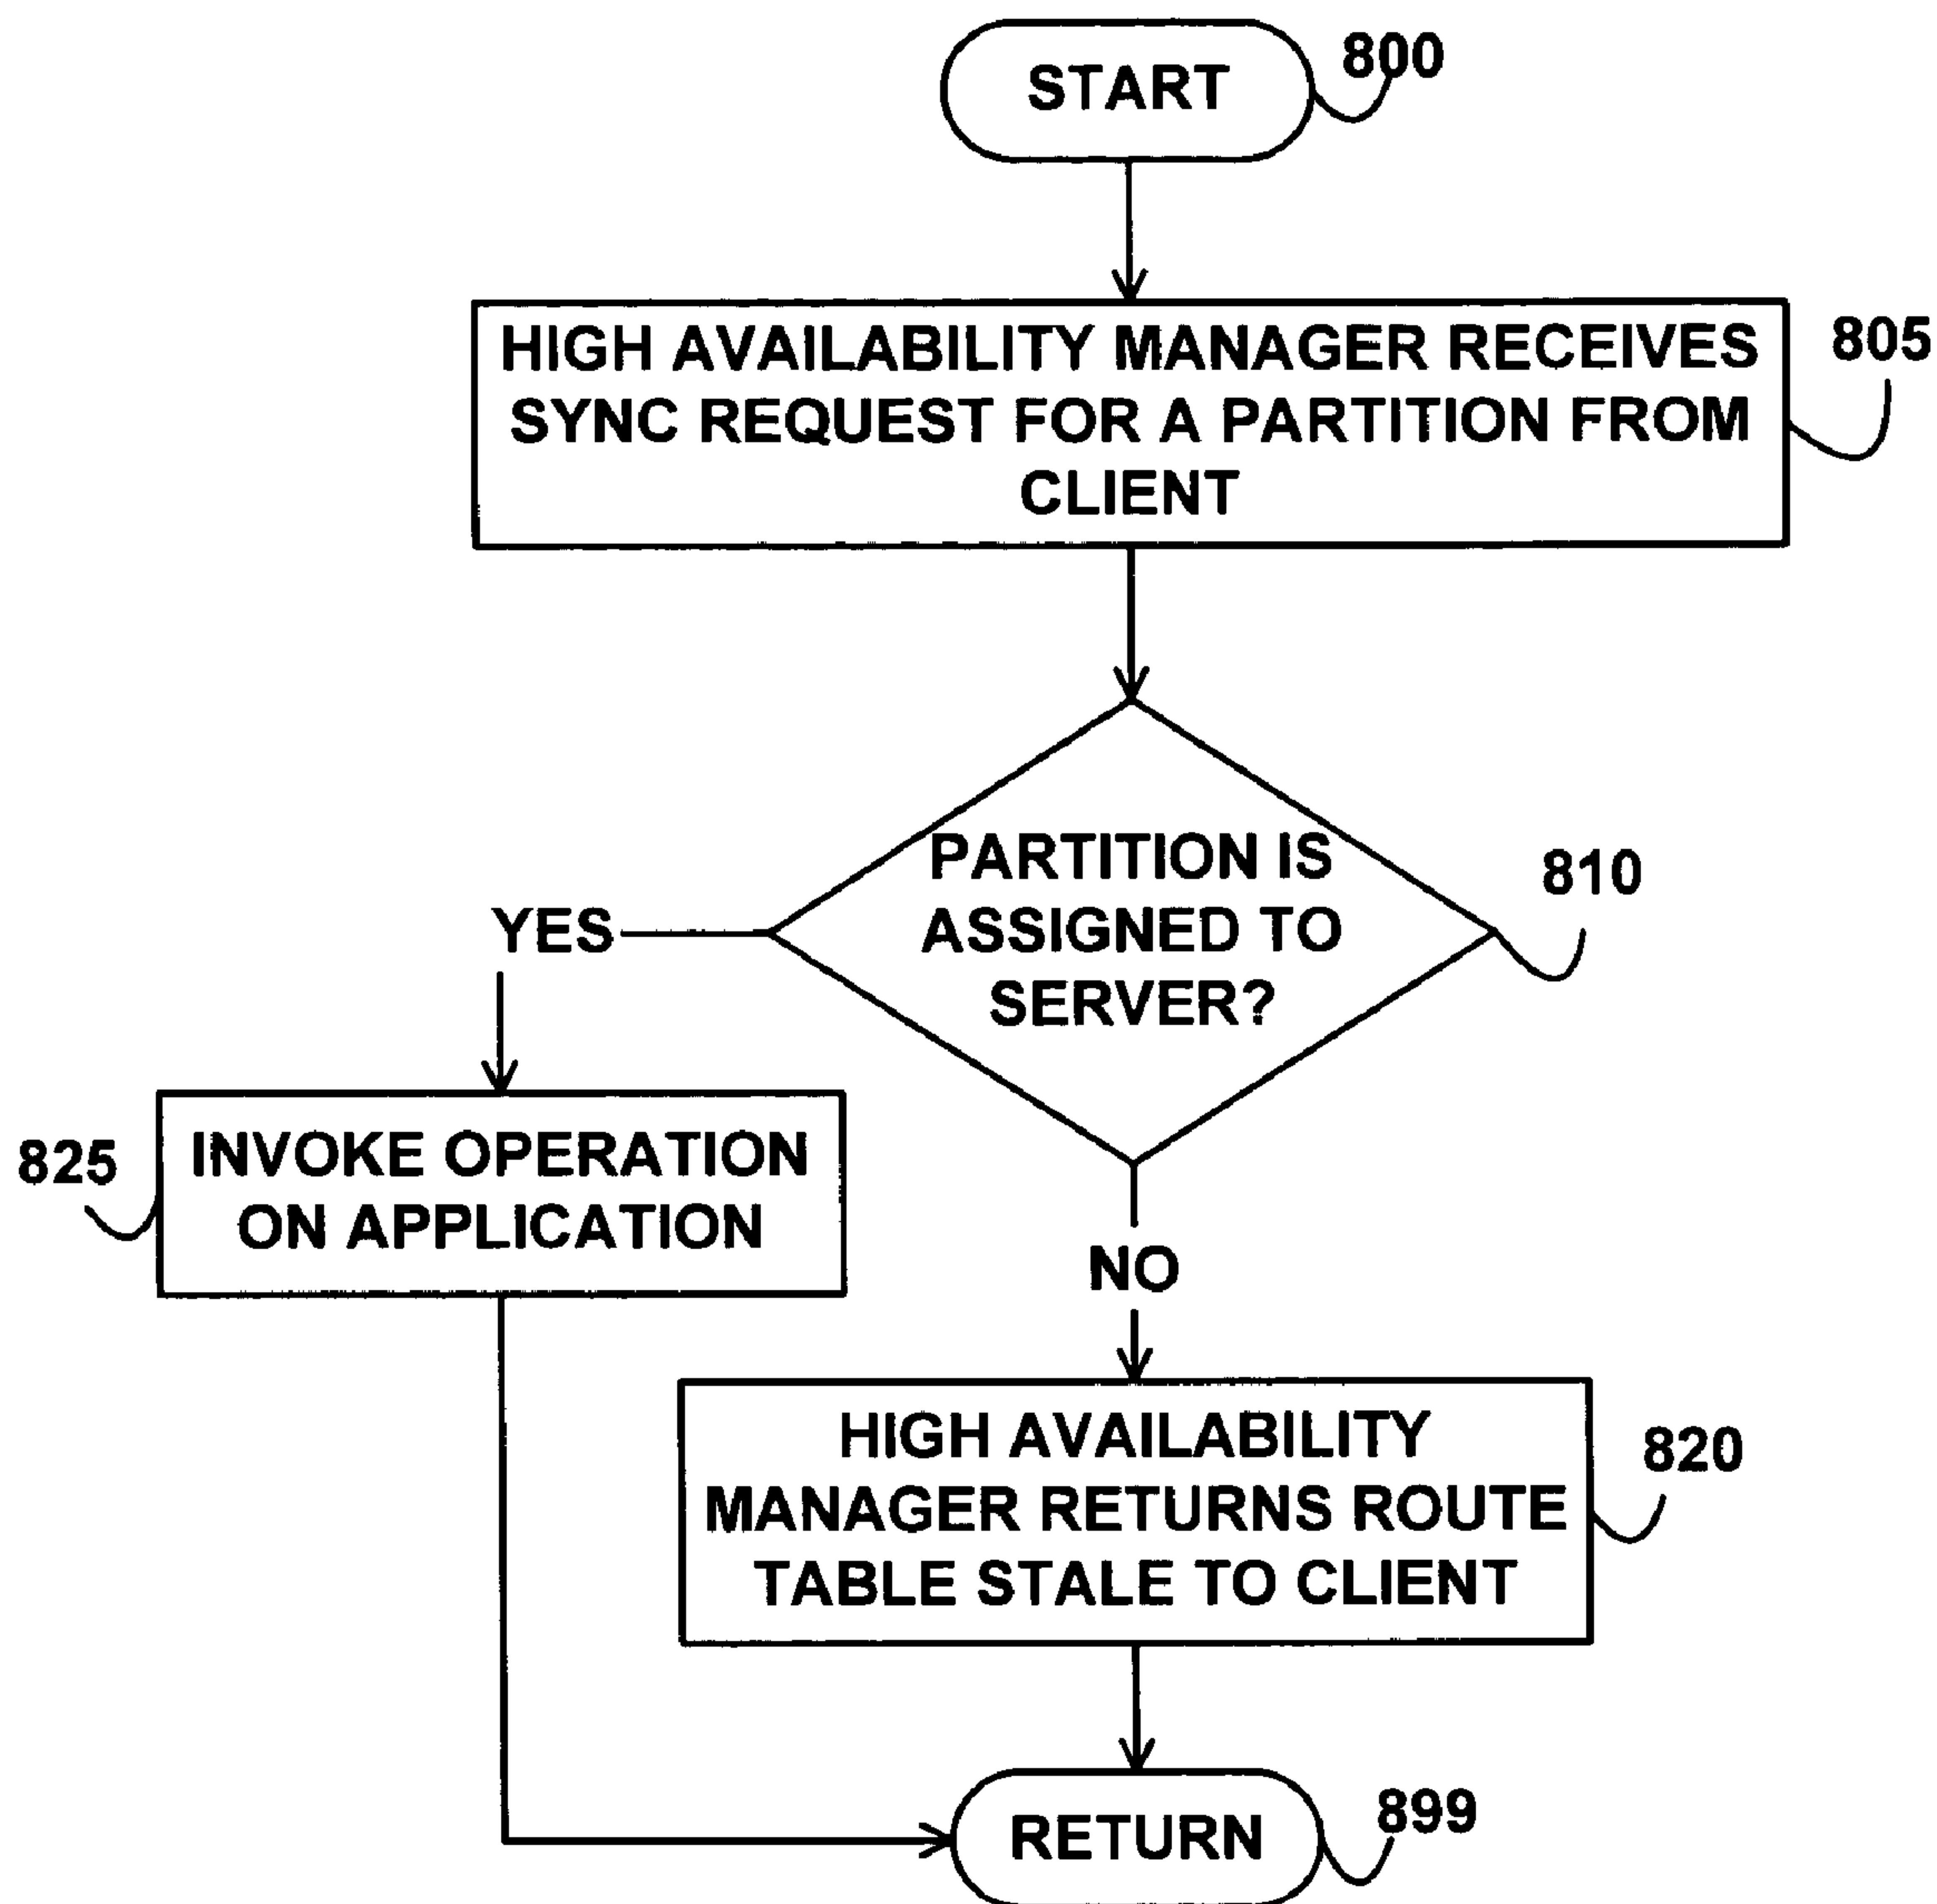 START
800
HIGH AVAILABILITY MANAGER RECEIVES
SYNC REQUEST FOR A PARTITION FROM
CLIENT
805
PARTITION IS
ASSIGNED TO
SERVER?
810
YES
825
INVOKE OPERATION
ON APPLICATION
NO
HIGH AVAILABILITY
MANAGER RETURNS ROUTE
TABLE STALE TO CLIENT
820
RETURN
899